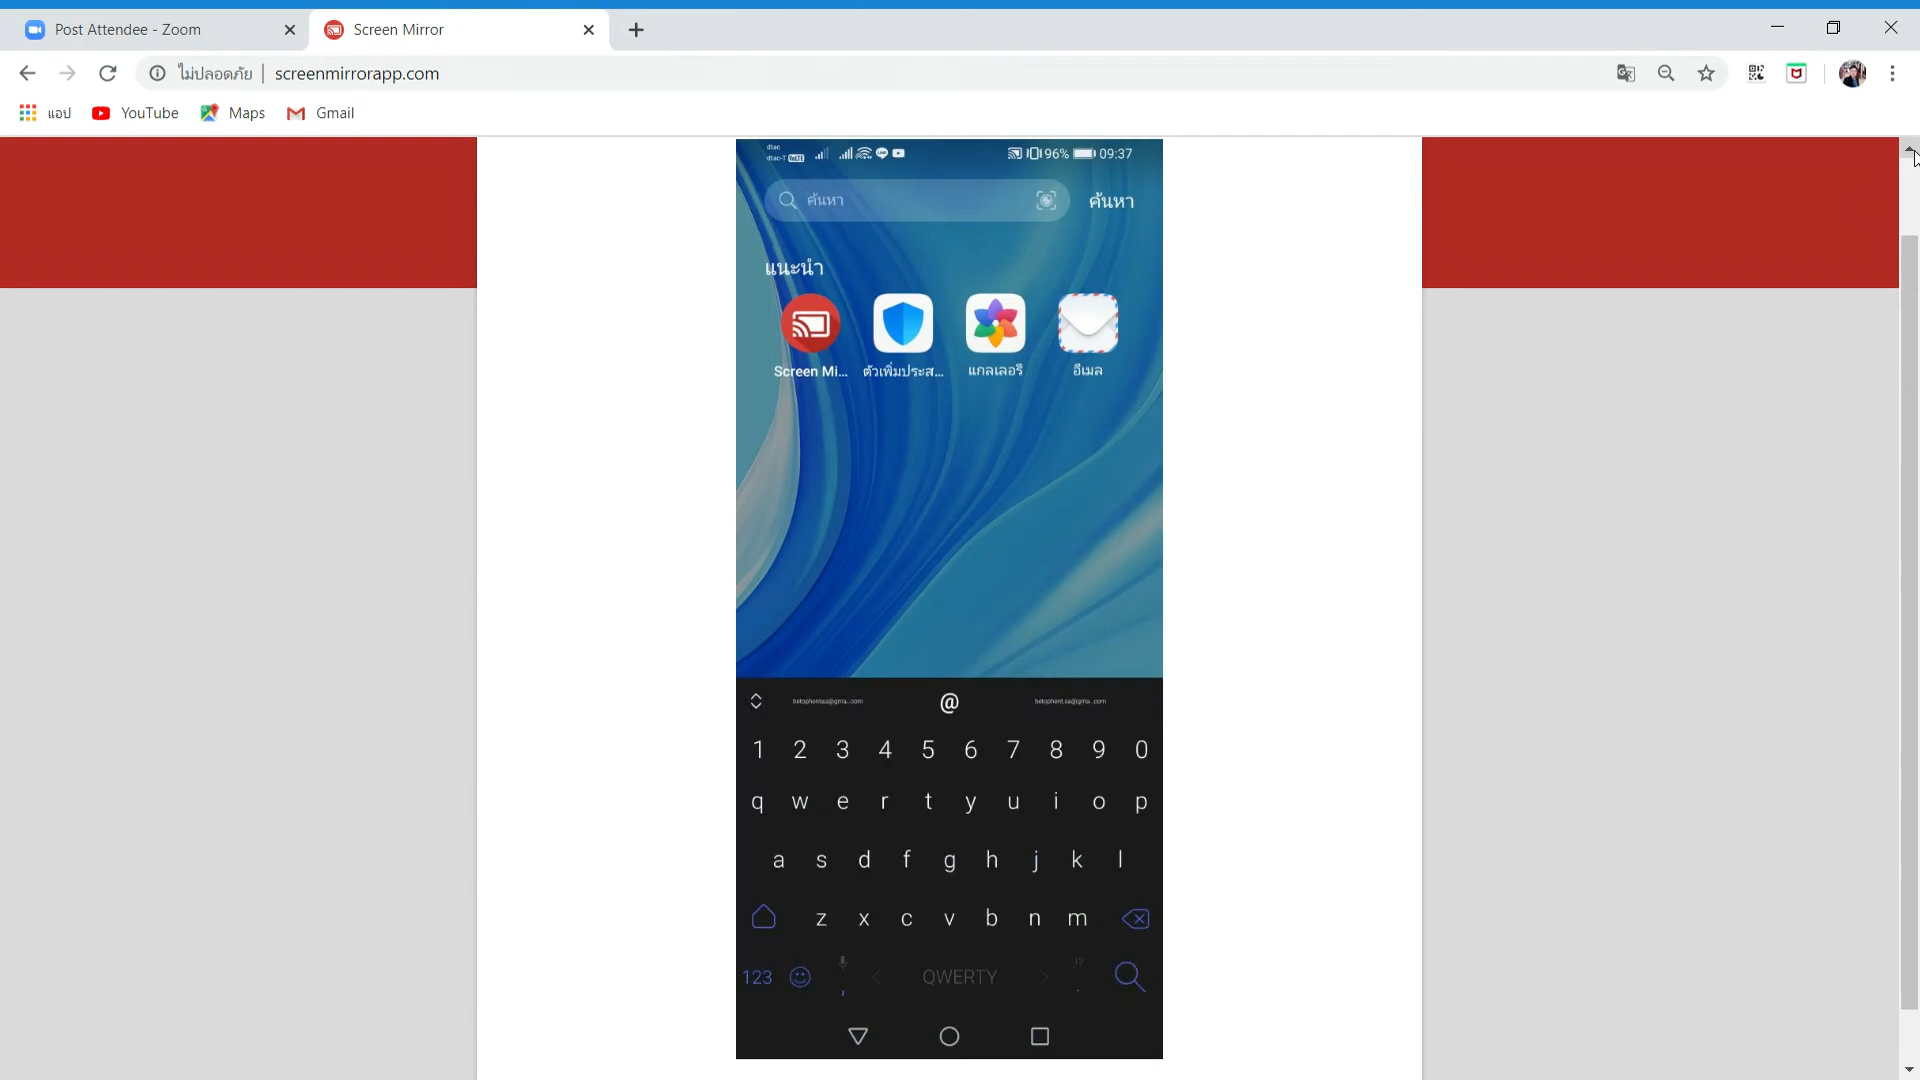 Post Attendee - Zoom
Screen Mirror
ไม่ปลอดภัย
screenmirrorapp.com
แอป
YouTube
Maps
Gmail
dtac
dtac-T VoLTE
96%
09:37
ค้นหา
ค้นหา
แนะนำ
Screen Mi...
ตัวเพิ่มประส...
แกลเลอรี
อีเมล
@
1 2 3 4 5 6 7 8 9 0
q w e r t y u i o p
a s d f g h j k l
z x c v b n m
123 , QWERTY !? .